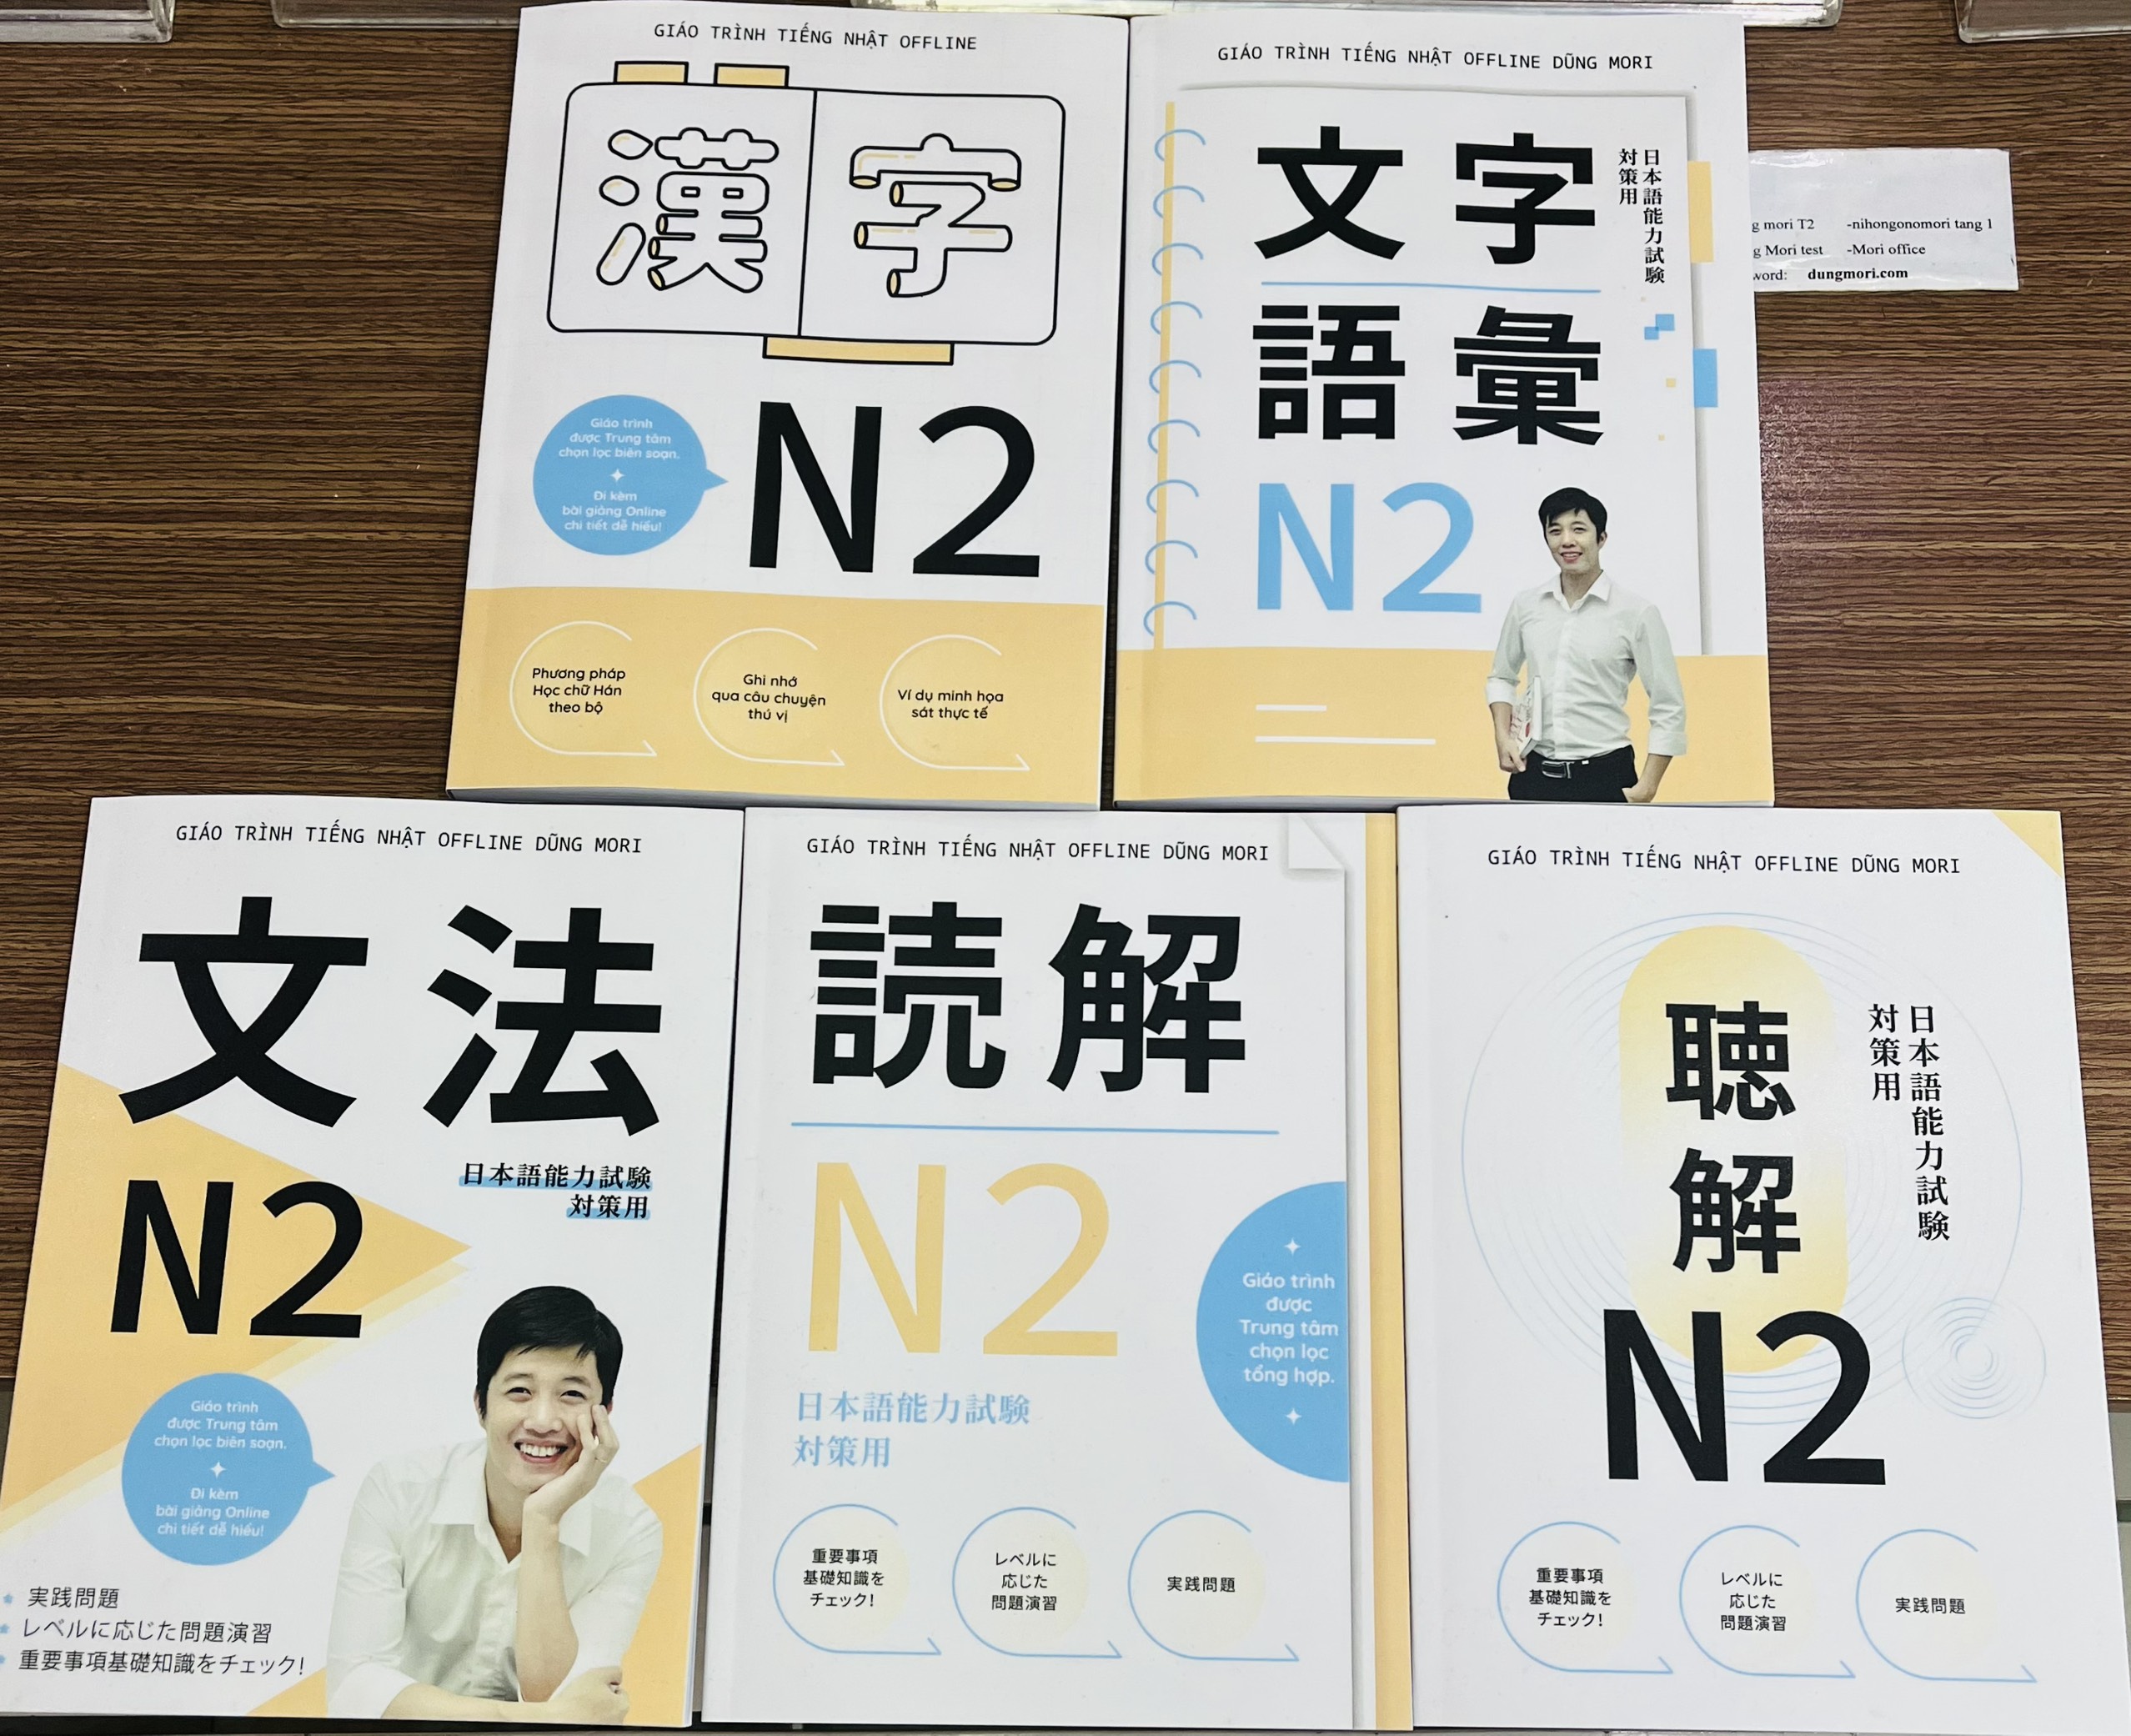 GIÁO TRÌNH TIẾNG NHẬT OFFLINE
漢字
Giáo trình
được Trung tâm
chọn lọc biên soạn.
Đi kèm
bài giảng Online
chi tiết dễ hiểu!
N2
Phương pháp
Học chữ Hán
theo bộ
Ghi nhớ
qua câu chuyện
thú vị
Ví dụ minh họa
sát thực tế
GIÁO TRÌNH TIẾNG NHẬT OFFLINE DŨNG MORI
文字
語彙
日本語能力試験
対策用
N2
g mori T2 -nihongonomori tang 1
g Mori test -Mori office
word: dungmori.com
GIÁO TRÌNH TIẾNG NHẬT OFFLINE DŨNG MORI
文法
N2
日本語能力試験
対策用
Giáo trình
được Trung tâm
chọn lọc biên soạn.
Đi kèm
bài giảng Online
chi tiết dễ hiểu!
実践問題
レベルに応じた問題演習
重要事項基礎知識をチェック!
GIÁO TRÌNH TIẾNG NHẬT OFFLINE DŨNG MORI
読解
N2
Giáo trình
được
Trung tâm
chọn lọc
tổng hợp.
日本語能力試験
対策用
重要事項
基礎知識を
チェック!
レベルに
応じた
問題演習
実践問題
GIÁO TRÌNH TIẾNG NHẬT OFFLINE DŨNG MORI
聴解
日本語能力試験
対策用
N2
重要事項
基礎知識を
チェック!
レベルに
応じた
問題演習
実践問題